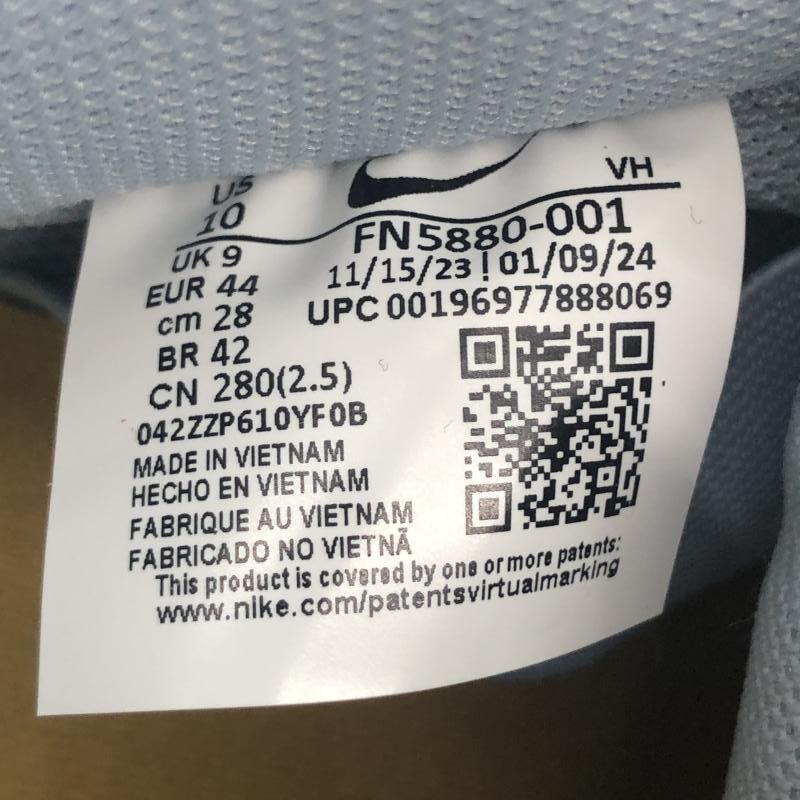 VH
US
10
FN5880-001
UK 9
11/15/23 | 01/09/24
EUR 44
UPC 00196977888069
cm 28
BR 42
CN 280(2.5)
042ZZP610YF0B
MADE IN VIETNAM
HECHO EN VIETNAM
FABRIQUE AU VIETNAM
FABRICADO NO VIETNÃ
This product is covered by one or more patents:
www.nike.com/patentsvirtualmarking